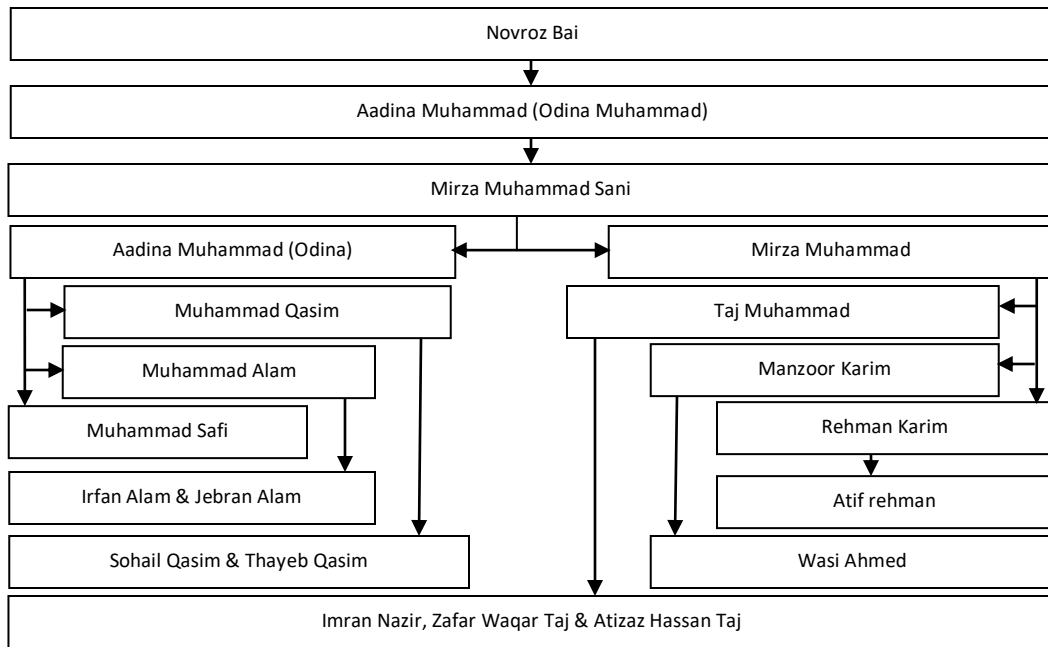 Novroz Bai
Aadina Muhammad (Odina Muhammad)
Mirza Muhammad Sani
Aadina Muhammad (Odina)
Mirza Muhammad
Muhammad Qasim
Taj Muhammad
Muhammad Alam
Manzoor Karim
Muhammad Safi
Rehman Karim
Irfan Alam & Jebran Alam
Atif rehman
Sohail Qasim & Thayeb Qasim
Wasi Ahmed
Imran Nazir, Zafar Waqar Taj & Atizaz Hassan Taj